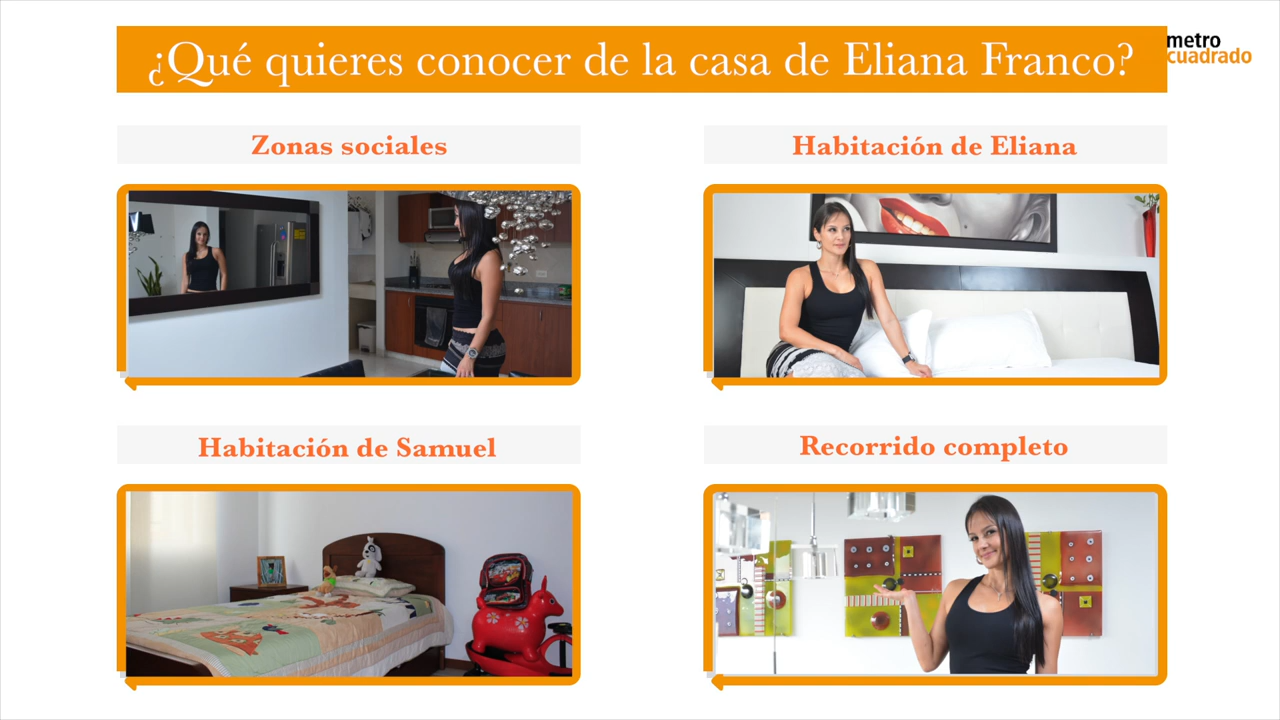 ¿Qué quieres conocer de la casa de Eliana Franco?
metro
cuadrado
Zonas sociales
Habitación de Eliana
Habitación de Samuel
Recorrido completo